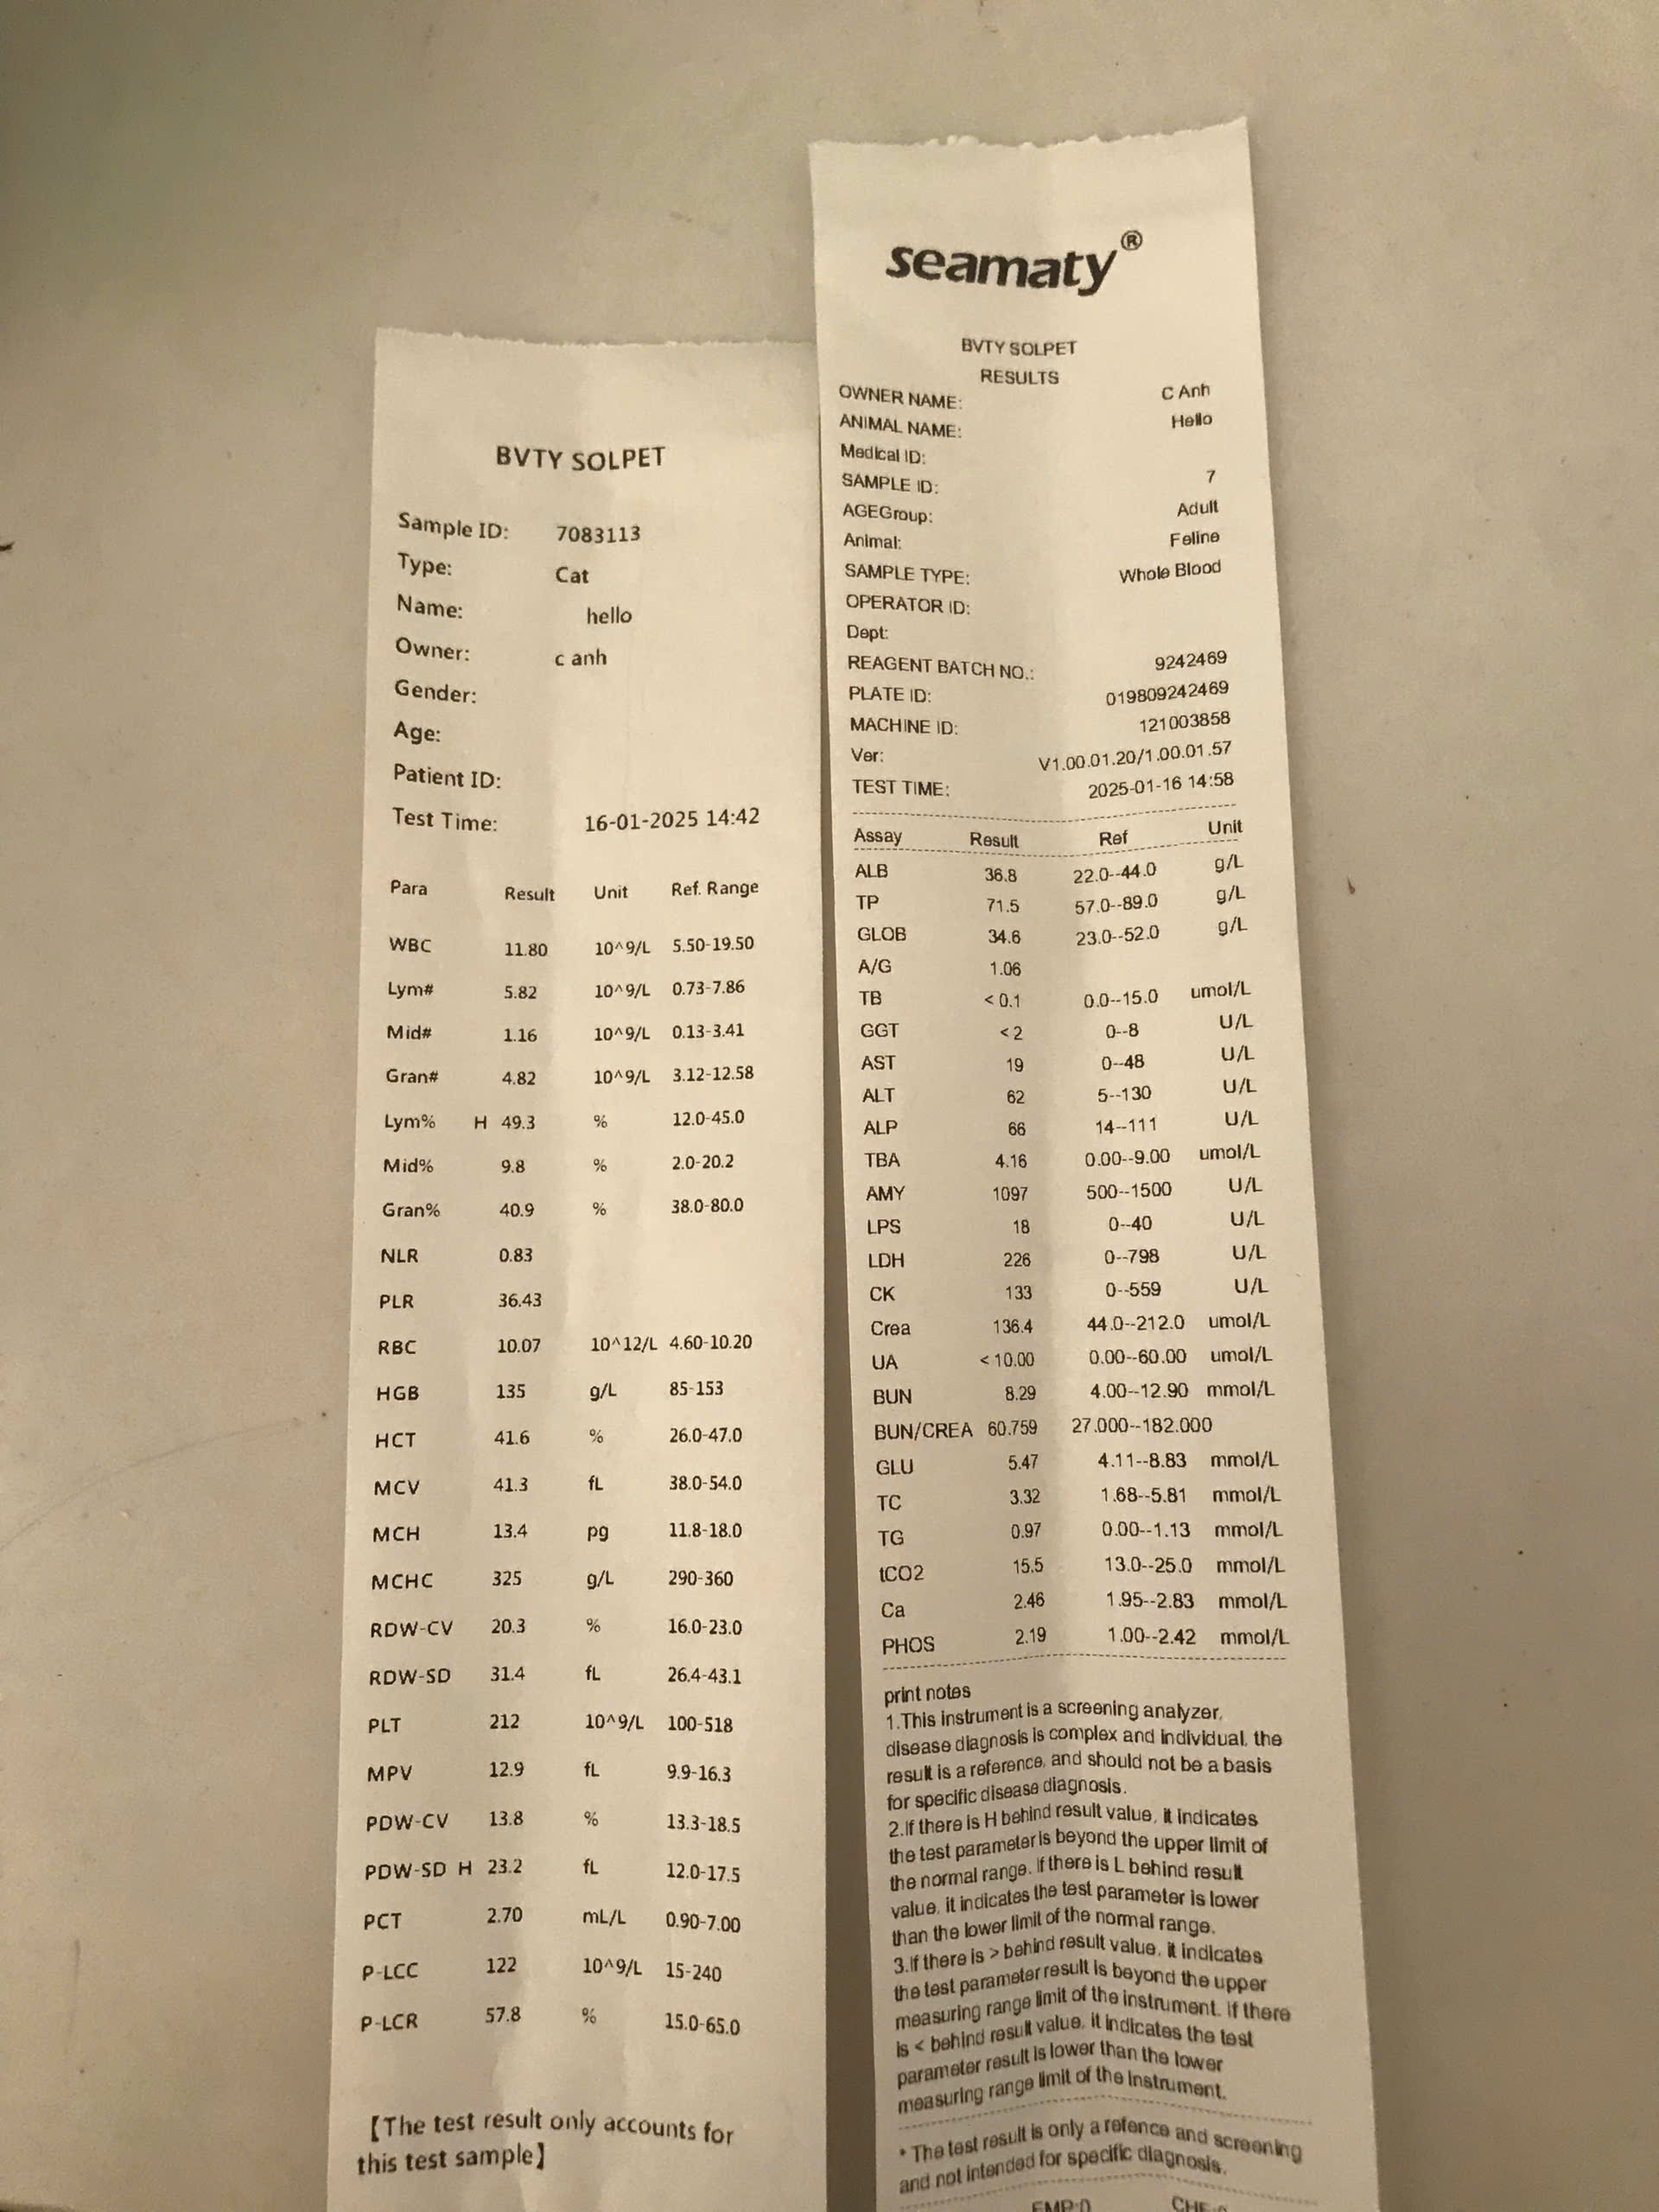 BVTY SOLPET
Sample ID: 7083113
Type: Cat
Name: hello
Owner: c anh
Gender:
Age:
Patient ID:
Test Time: 16-01-2025 14:42
Para Result Unit Ref. Range
WBC 11.80 10^9/L 5.50-19.50
Lym# 5.82 10^9/L 0.73-7.86
Mid# 1.16 10^9/L 0.13-3.41
Gran# 4.82 10^9/L 3.12-12.58
Lym% H 49.3 % 12.0-45.0
Mid% 9.8 % 2.0-20.2
Gran% 40.9 % 38.0-80.0
NLR 0.83
PLR 36.43
RBC 10.07 10^12/L 4.60-10.20
HGB 135 g/L 85-153
HCT 41.6 % 26.0-47.0
MCV 41.3 fL 38.0-54.0
MCH 13.4 pg 11.8-18.0
MCHC 325 g/L 290-360
RDW-CV 20.3 % 16.0-23.0
RDW-SD 31.4 fL 26.4-43.1
PLT 212 10^9/L 100-518
MPV 12.9 fL 9.9-16.3
PDW-CV 13.8 % 13.3-18.5
PDW-SD H 23.2 fL 12.0-17.5
PCT 2.70 mL/L 0.90-7.00
P-LCC 122 10^9/L 15-240
P-LCR 57.8 % 15.0-65.0
【The test result only accounts for
this test sample】
seamaty®
BVTY SOLPET
RESULTS
OWNER NAME: C Anh
ANIMAL NAME: Hello
Medical ID:
SAMPLE ID: 7
AGEGroup: Adult
Animal: Feline
SAMPLE TYPE: Whole Blood
OPERATOR ID:
Dept:
REAGENT BATCH NO.: 9242469
PLATE ID: 019809242469
MACHINE ID: 121003858
Ver: V1.00.01.20/1.00.01.57
TEST TIME: 2025-01-16 14:58
Assay Result Ref Unit
ALB 36.8 22.0--44.0 g/L
TP 71.5 57.0--89.0 g/L
GLOB 34.6 23.0--52.0 g/L
A/G 1.06
TB <0.1 0.0--15.0 umol/L
GGT <2 0--8 U/L
AST 19 0--48 U/L
ALT 62 5--130 U/L
ALP 66 14--111 U/L
TBA 4.16 0.00--9.00 umol/L
AMY 1097 500--1500 U/L
LPS 18 0--40 U/L
LDH 226 0--798 U/L
CK 133 0--559 U/L
Crea 136.4 44.0--212.0 umol/L
UA <10.00 0.00--60.00 umol/L
BUN 8.29 4.00--12.90 mmol/L
BUN/CREA 60.759 27.000--182.000
GLU 5.47 4.11--8.83 mmol/L
TC 3.32 1.68--5.81 mmol/L
TG 0.97 0.00--1.13 mmol/L
tCO2 15.5 13.0--25.0 mmol/L
Ca 2.46 1.95--2.83 mmol/L
PHOS 2.19 1.00--2.42 mmol/L
print notes
1.This instrument is a screening analyzer,
disease diagnosis is complex and individual, the
result is a reference, and should not be a basis
for specific disease diagnosis.
2.If there is H behind result value, it indicates
the test parameter is beyond the upper limit of
the normal range. If there is L behind result
value, it indicates the test parameter is lower
than the lower limit of the normal range.
3.If there is > behind result value, it indicates
the test parameter result is beyond the upper
measuring range limit of the instrument. If there
is < behind result value, it indicates the test
parameter result is lower than the lower
measuring range limit of the instrument.
* The test result is only a refence and screening
and not intended for specific diagnosis.